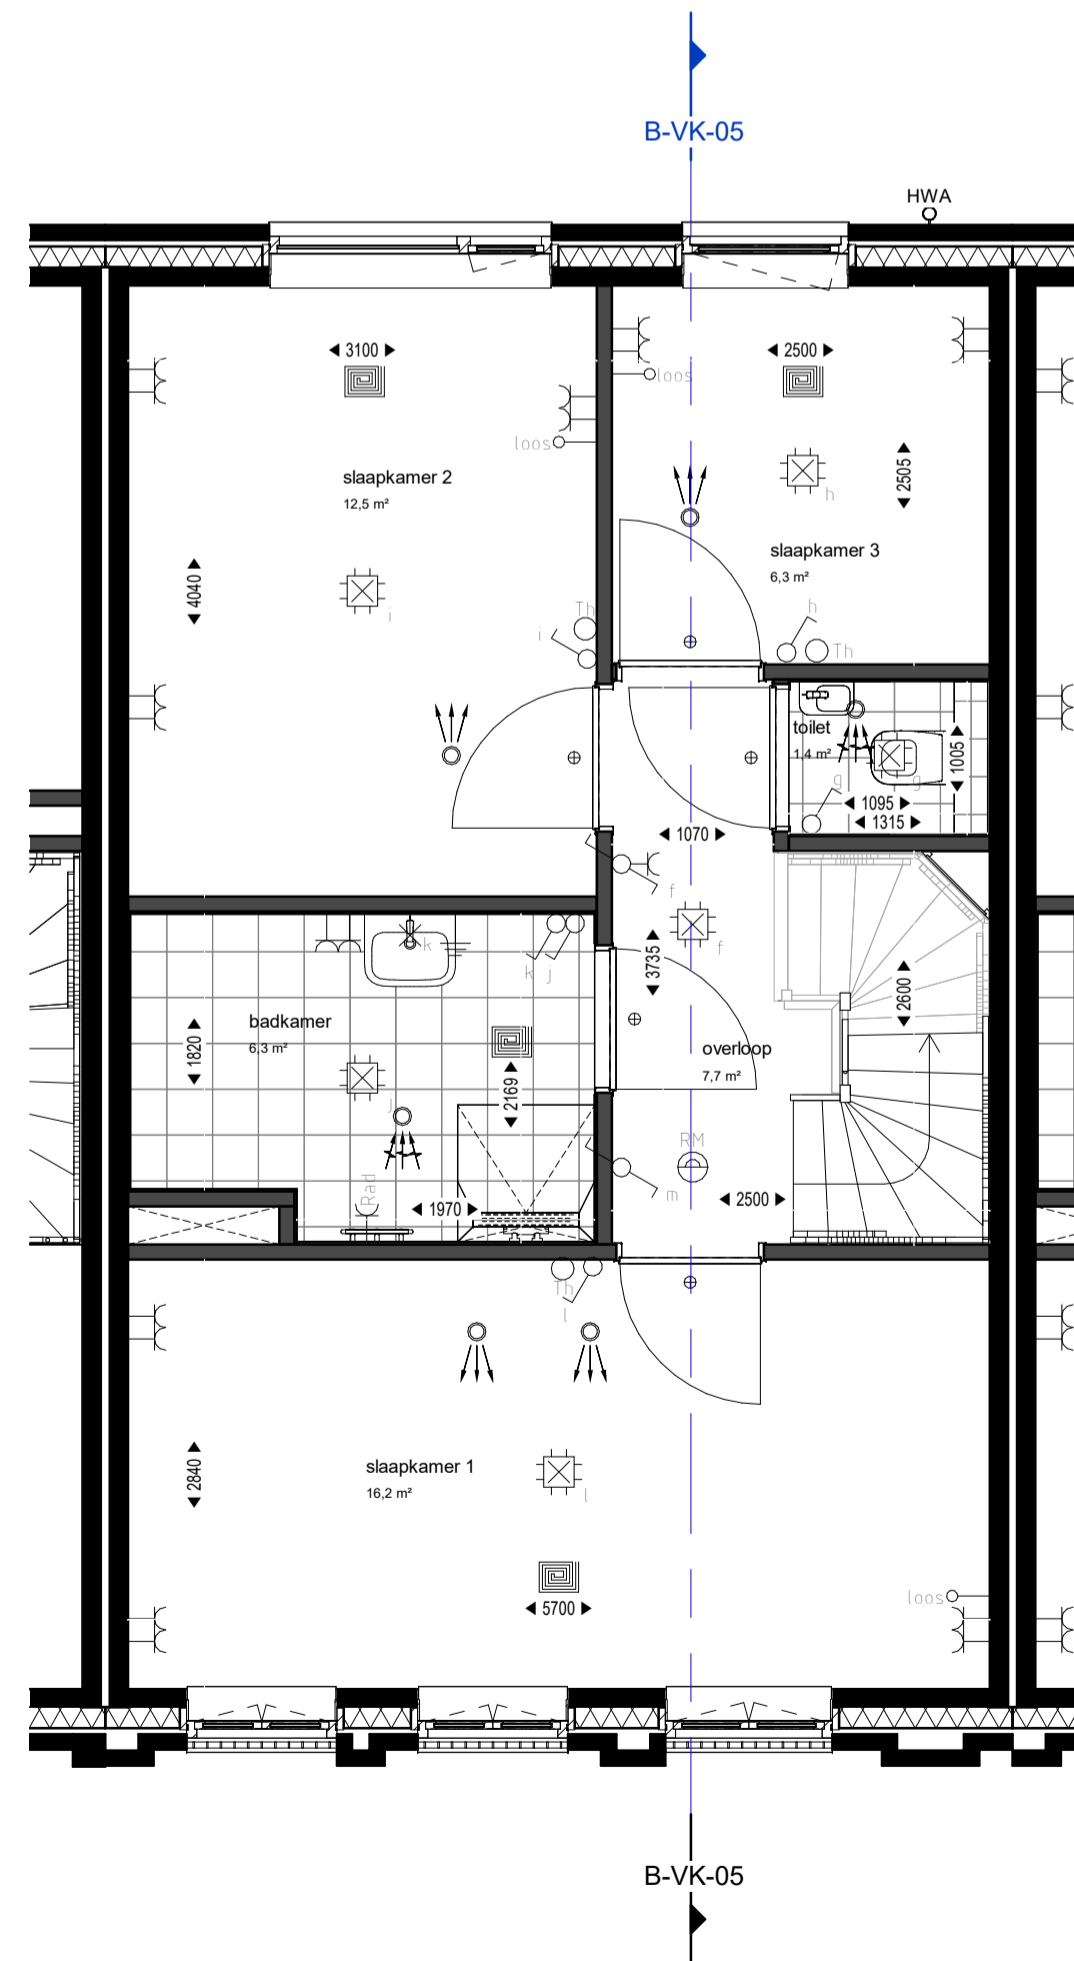 B-VK-05
HWA
3100
2500
loos
loos
2505
slaapkamer 2
12,5 m²
h
slaapkamer 3
6,3 m²
4040
i
Th
i
h
Th
toilet
1,4 m²
1005
g
g
1095
1315
1070
f
k
f
k j
3735
2600
badkamer
6,3 m²
1820
overloop
7,7 m²
2169
j
RM
Rad
m
1970
2500
Th
l
2840
slaapkamer 1
16,2 m²
l
loos
5700
B-VK-05